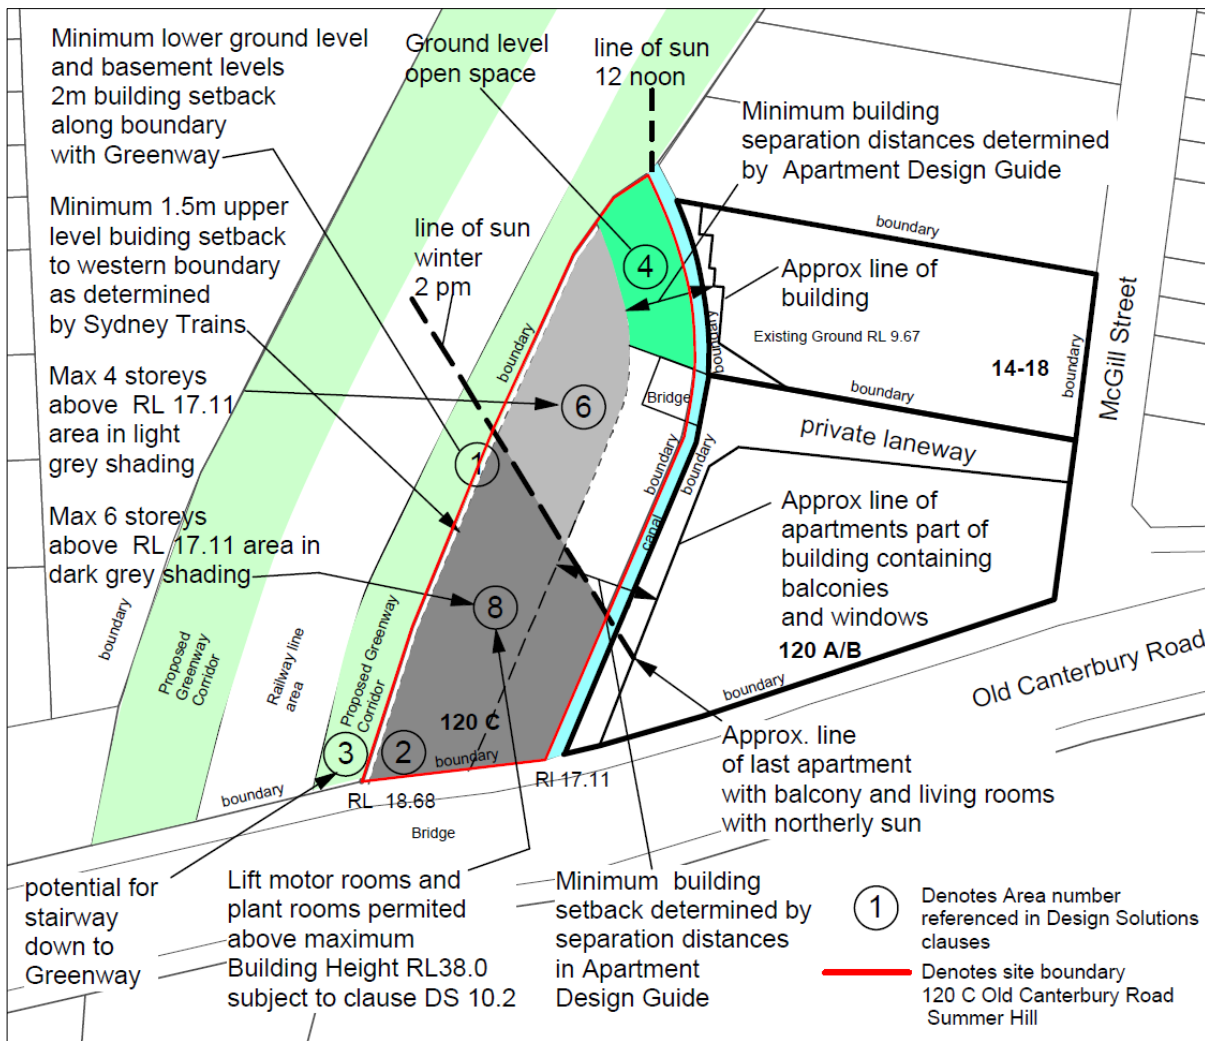 Minimum lower ground level
and basement levels
2m building setback
along boundary
with Greenway
Ground level
open space
line of sun
12 noon
Minimum building
separation distances determined
by Apartment Design Guide
Minimum 1.5m upper
level buiding setback
to western boundary
as determined
by Sydney Trains
line of sun
winter
2 pm
4
boundary
Approx line of
building
Existing Ground RL 9.67
14-18
boundary
boundary
McGill Street
boundary
boundary
Max 4 storeys
above RL 17.11
area in light
grey shading
6
Bridge
private laneway
1
boundary
boundary
canal
Approx line of
apartments part of
building containing
balconies
and windows
120 A/B
Max 6 storeys
above RL 17.11 area in
dark grey shading
8
boundary
Proposed
Greenway
Corridor
Railway line
area
Proposed Greenway
Corridor
boundary
Old Canterbury Road
120 C
3
2
boundary
boundary
RL 18.68
Rl 17.11
Bridge
Approx. line
of last apartment
with balcony and living rooms
with northerly sun
potential for
stairway
down to
Greenway
Lift motor rooms and
plant rooms permited
above maximum
Building Height RL38.0
subject to clause DS 10.2
Minimum building
setback determined by
separation distances
in Apartment
Design Guide
1
Denotes Area number
referenced in Design Solutions
clauses
Denotes site boundary
120 C Old Canterbury Road
Summer Hill